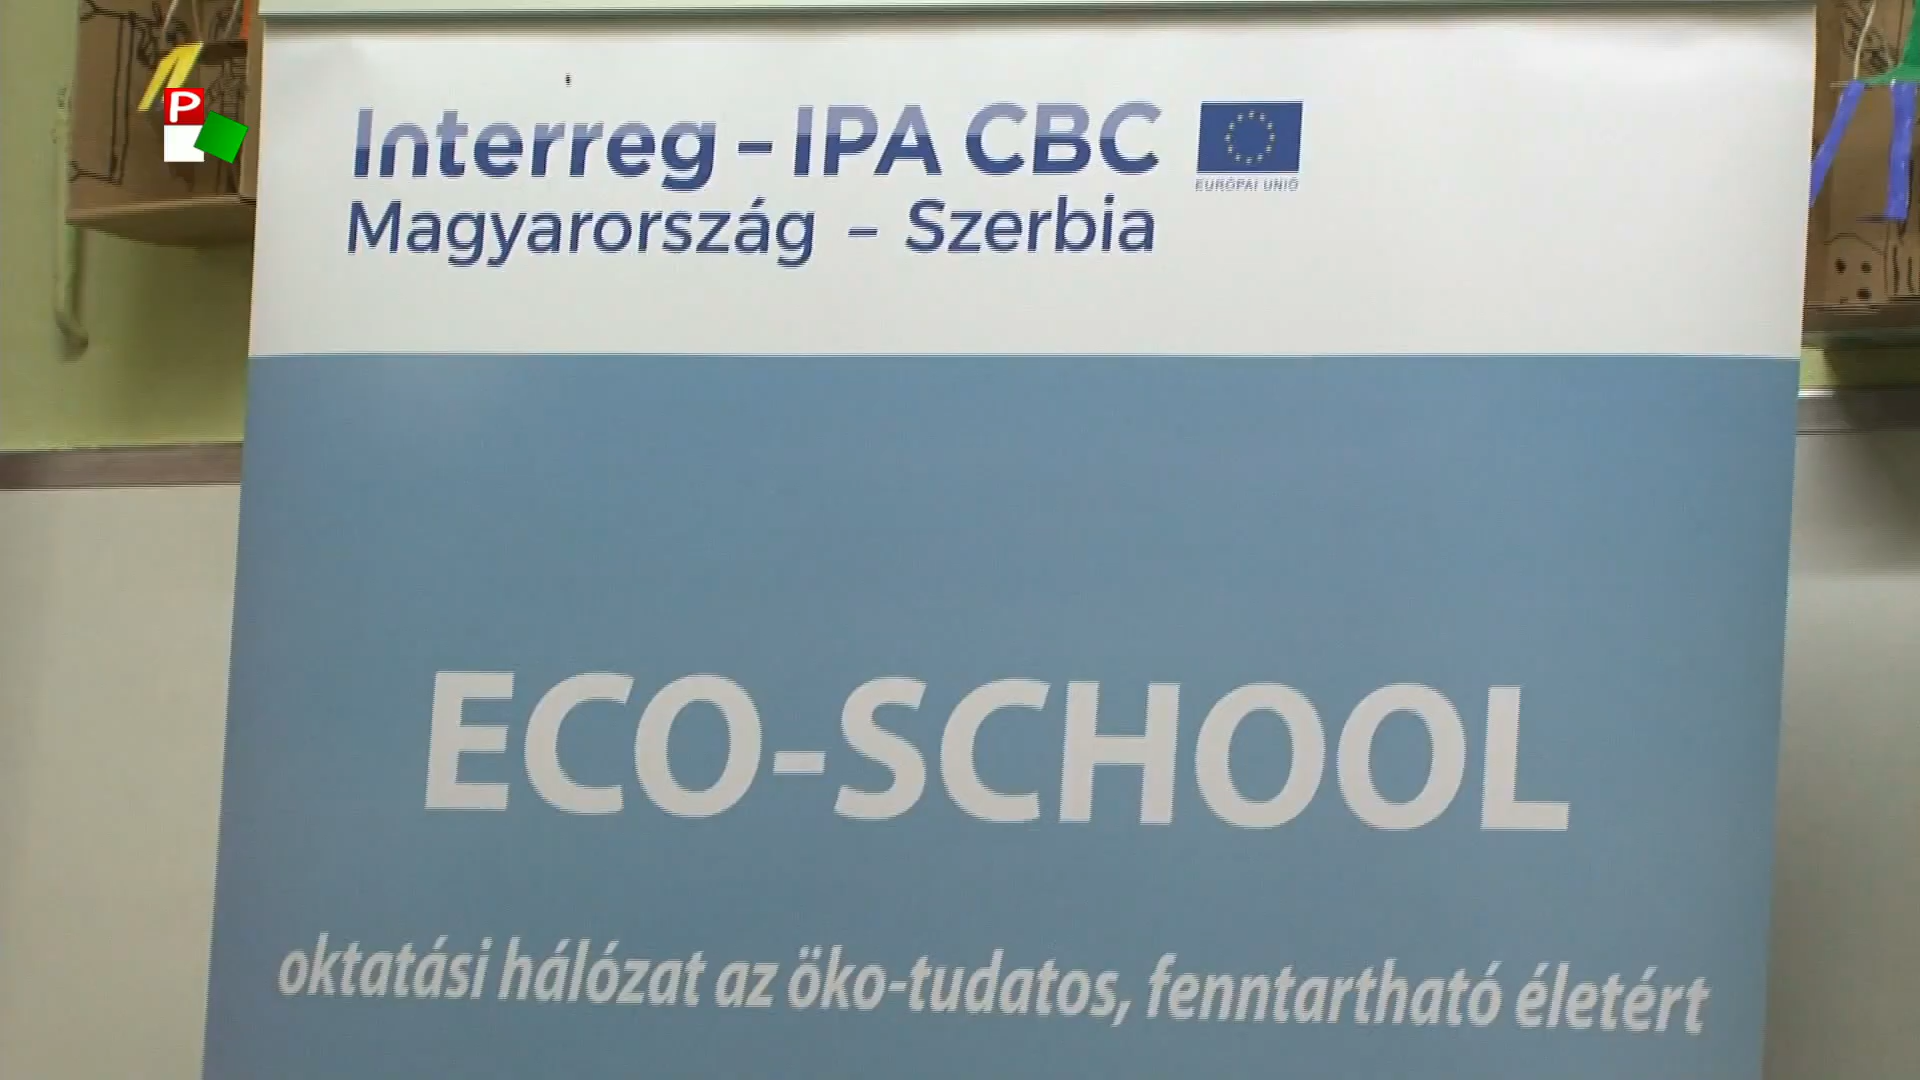 P
Interreg - IPA CBC
EURÓPAI UNIÓ
Magyarország - Szerbia
ECO-SCHOOL
oktatási hálózat az öko-tudatos, fenntartható életért